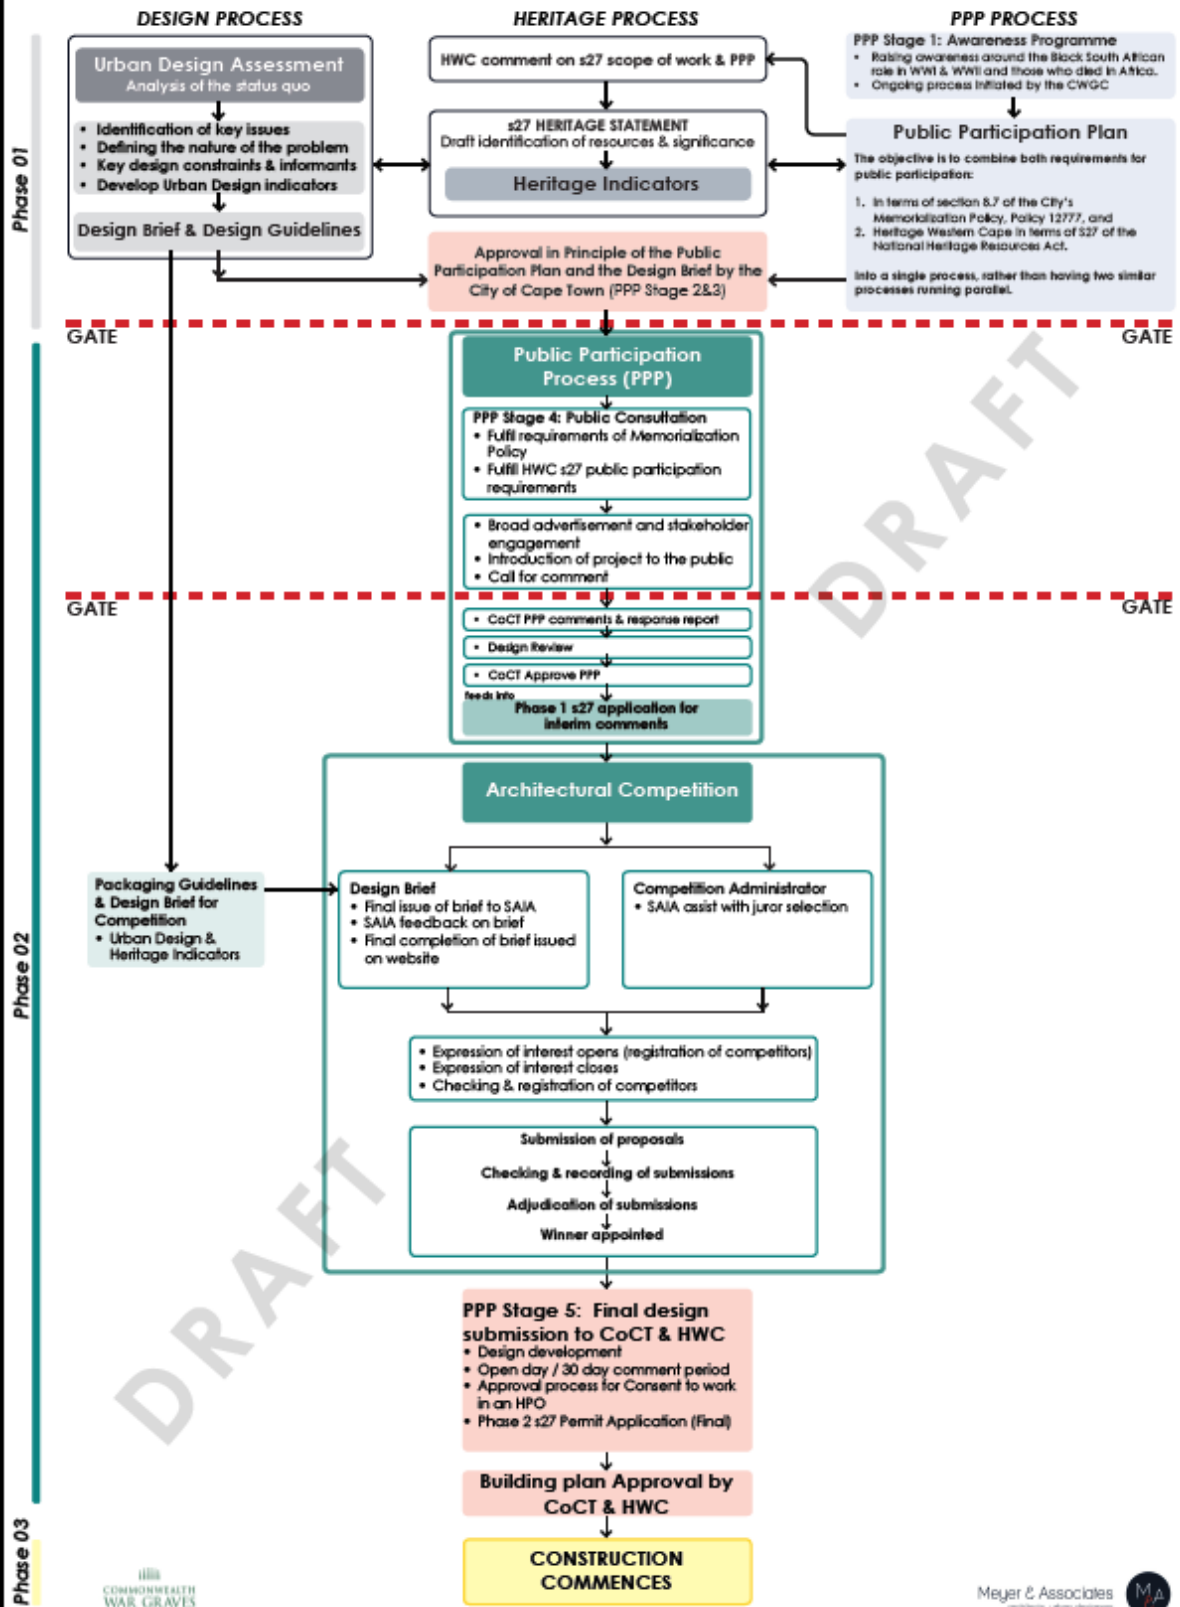 DESIGN PROCESS
HERITAGE PROCESS
PPP PROCESS
Phase 01
Urban Design Assessment
Analysis of the status quo
• Identification of key issues
• Defining the nature of the problem
• Key design constraints & informants
• Develop Urban Design indicators
Design Brief & Design Guidelines
HWC comment on s27 scope of work & PPP
s27 HERITAGE STATEMENT
Draft identification of resources & significance
Heritage Indicators
Approval in Principle of the Public
Participation Plan and the Design Brief by the
City of Cape Town (PPP Stage 2&3)
PPP Stage 1: Awareness Programme
• Raising awareness around the Black South African
role in WWI & WWII and those who died in Africa.
• Ongoing process initiated by the CWGC
Public Participation Plan
The objective is to combine both requirements for
public participation:
1. In terms of section 8.7 of the City's
Memorialization Policy, Policy 12777, and
2. Heritage Western Cape in terms of S27 of the
National Heritage Resources Act.
Into a single process, rather than having two similar
processes running parallel.
GATE
GATE
Phase 02
Public Participation
Process (PPP)
PPP Stage 4: Public Consultation
• Fulfil requirements of Memorialization
Policy
• Fulfill HWC s27 public participation
requirements
• Broad advertisement and stakeholder
engagement
• Introduction of project to the public
• Call for comment
DRAFT
GATE
GATE
• CoCT PPP comments & response report
• Design Review
• CoCT Approve PPP
feeds into
Phase 1 s27 application for
interim comments
Architectural Competition
Packaging Guidelines
& Design Brief for
Competition
• Urban Design &
Heritage Indicators
Design Brief
• Final issue of brief to SAIA
• SAIA feedback on brief
• Final completion of brief issued
on website
Competition Administrator
• SAIA assist with juror selection
• Expression of interest opens (registration of competitors)
• Expression of interest closes
• Checking & registration of competitors
Submission of proposals
Checking & recording of submissions
Adjudication of submissions
Winner appointed
DRAFT
PPP Stage 5: Final design
submission to CoCT & HWC
• Design development
• Open day / 30 day comment period
• Approval process for Consent to work
in an HPO
• Phase 2 s27 Permit Application (Final)
Building plan Approval by
CoCT & HWC
Phase 03
CONSTRUCTION
COMMENCES
COMMONWEALTH
WAR GRAVES
Meyer & Associates
MAA